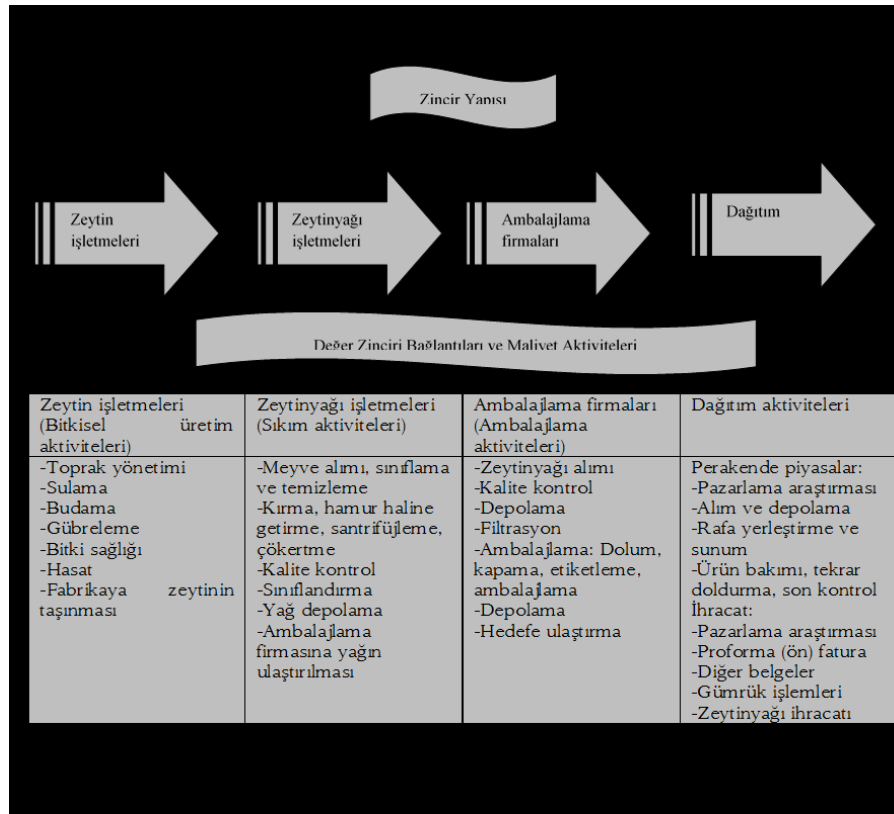 Zincir Yapısı
Zeytin
işletmeleri
Zeytinyağı
işletmeleri
Ambalajlama
firmaları
Dağıtım
Değer Zinciri Bağlantıları ve Maliyet Aktiviteleri
Zeytin işletmeleri
(Bitkisel üretim
aktiviteleri)
Zeytinyağı işletmeleri
(Sıkım aktiviteleri)
Ambalajlama firmaları
(Ambalajlama
aktiviteleri)
Dağıtım aktiviteleri
-Toprak yönetimi
-Sulama
-Budama
-Gübreleme
-Bitki sağlığı
-Hasat
-Fabrikaya zeytinin
taşınması
-Meyve alımı, sınıflama
ve temizleme
-Kırma, hamur haline
getirme, santrifüjleme,
çökertme
-Kalite kontrol
-Sınıflandırma
-Yağ depolama
-Ambalajlama
firmasına yağın
ulaştırılması
-Zeytinyağı alımı
-Kalite kontrol
-Depolama
-Filtrasyon
-Ambalajlama: Dolum,
kapama, etiketleme,
ambalajlama
-Depolama
-Hedefe ulaştırma
Perakende piyasalar:
-Pazarlama araştırması
-Alım ve depolama
-Rafa yerleştirme ve
sunum
-Ürün bakımı, tekrar
doldurma, son kontrol
İhracat:
-Pazarlama araştırması
-Proforma (ön) fatura
-Diğer belgeler
-Gümrük işlemleri
-Zeytinyağı ihracatı